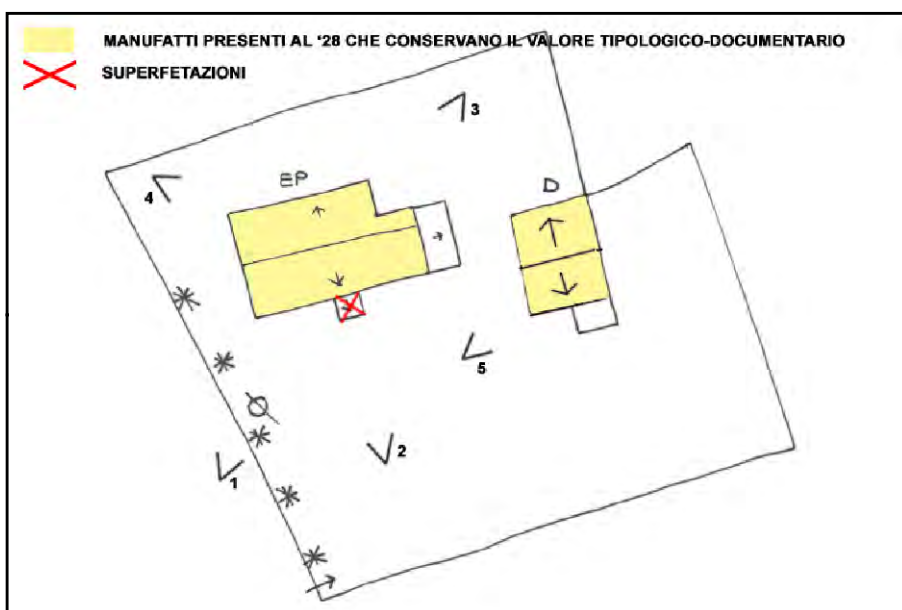 MANUFATTI PRESENTI AL '28 CHE CONSERVANO IL VALORE TIPOLOGICO-DOCUMENTARIO
SUPERFETAZIONI
3
4
EP
D
5
2
1